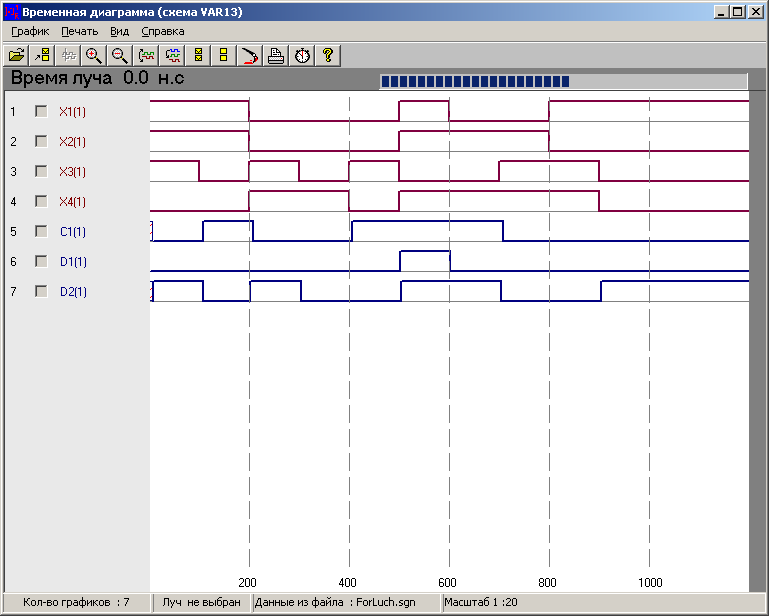 Временная диаграмма (схема VAR13)
График Печать Вид Справка
Время луча 0.0 н.с
1 X1(1)
2 X2(1)
3 X3(1)
4 X4(1)
5 C1(1)
6 D1(1)
7 D2(1)
200 400 600 800 1000
Кол-во графиков : 7 Луч не выбран Данные из файла : ForLuch.sgn Масштаб 1 :20